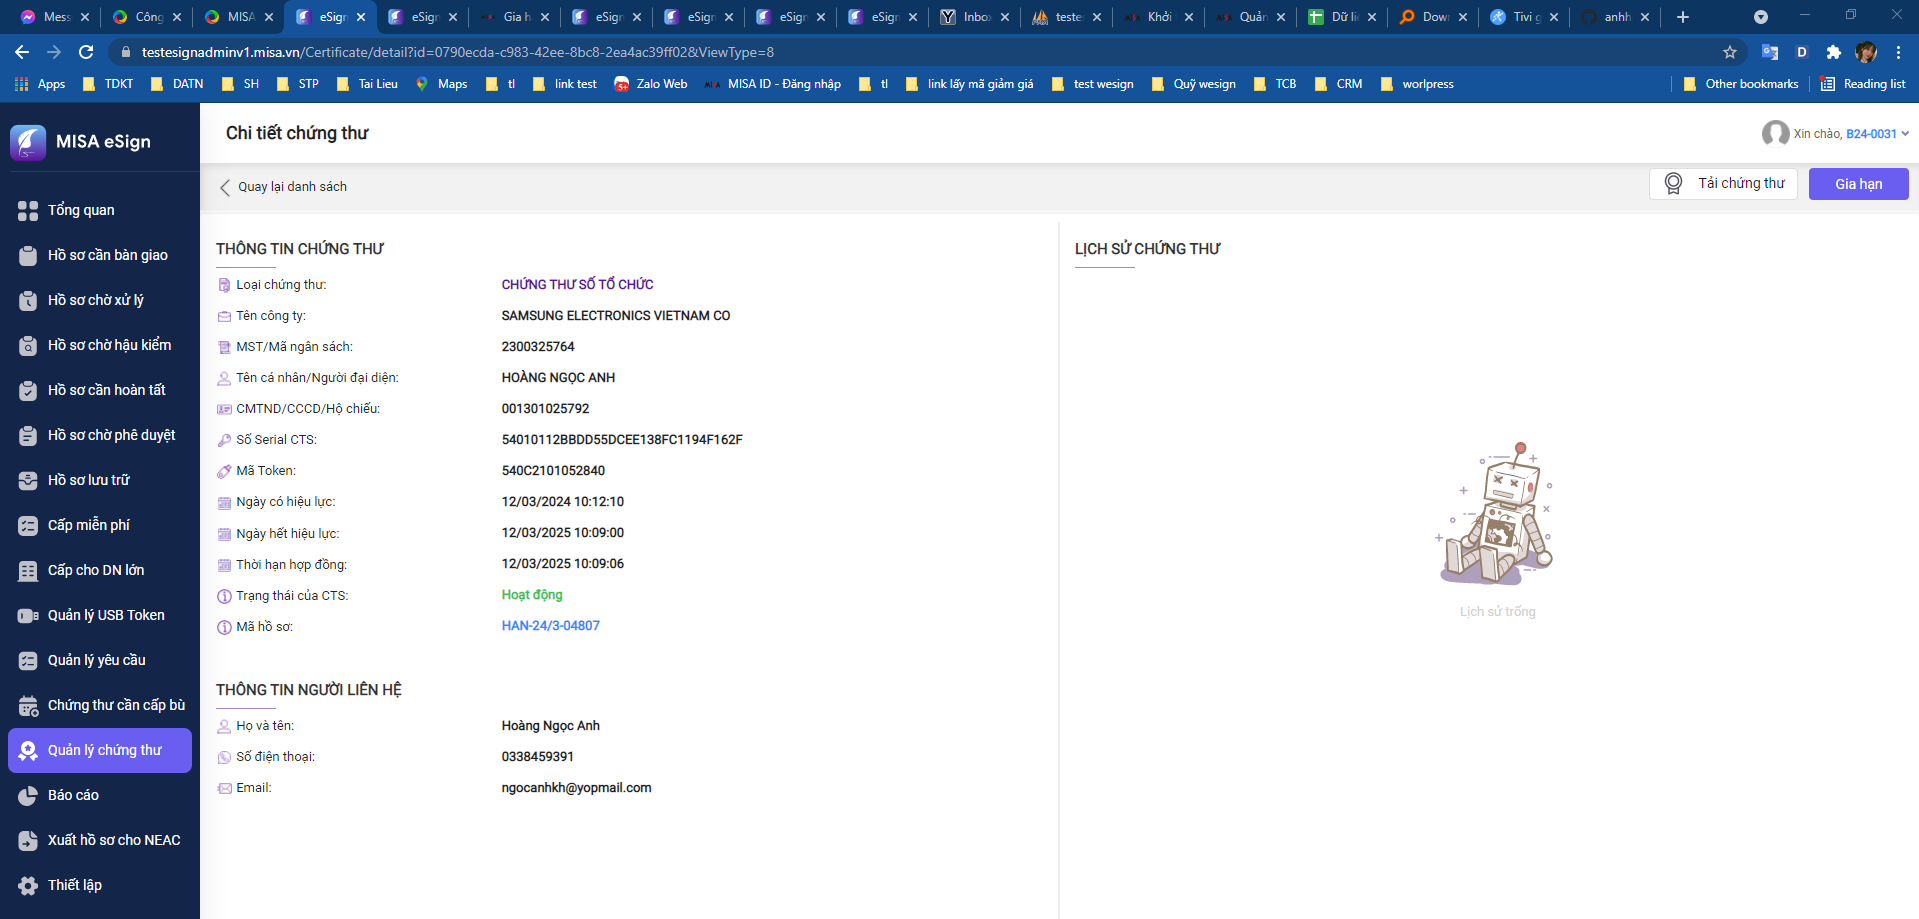 Mess
Công
MISA
eSign
eSign
Gia h
eSign
eSign
eSign
eSign
Inbox
teste
Khởi
Quản
Dữ li
Down
Tivi g
anhh
testesignadminv1.misa.vn/Certificate/detail?id=0790ecda-c983-42ee-8bc8-2ea4ac39ff02&ViewType=8
Apps
TDKT
DATN
SH
STP
Tai Lieu
Maps
tl
link test
Zalo Web
MISA ID - Đăng nhập
tl
link lấy mã giảm giá
test wesign
Quỹ wesign
TCB
CRM
worlpress
Other bookmarks
Reading list
MISA eSign
Chi tiết chứng thư
Xin chào, B24-0031
Quay lại danh sách
Tải chứng thư
Gia hạn
Tổng quan
Hồ sơ cần bàn giao
Hồ sơ chờ xử lý
Hồ sơ chờ hậu kiểm
Hồ sơ cần hoàn tất
Hồ sơ chờ phê duyệt
Hồ sơ lưu trữ
Cấp miễn phí
Cấp cho DN lớn
Quản lý USB Token
Quản lý yêu cầu
Chứng thư cần cấp bù
Quản lý chứng thư
Báo cáo
Xuất hồ sơ cho NEAC
Thiết lập
THÔNG TIN CHỨNG THƯ
Loại chứng thư: CHỨNG THƯ SỐ TỔ CHỨC
Tên công ty: SAMSUNG ELECTRONICS VIETNAM CO
MST/Mã ngân sách: 2300325764
Tên cá nhân/Người đại diện: HOÀNG NGỌC ANH
CMTND/CCCD/Hộ chiếu: 001301025792
Số Serial CTS: 54010112BBDD55DCEE138FC1194F162F
Mã Token: 540C2101052840
Ngày có hiệu lực: 12/03/2024 10:12:10
Ngày hết hiệu lực: 12/03/2025 10:09:00
Thời hạn hợp đồng: 12/03/2025 10:09:06
Trạng thái của CTS: Hoạt động
Mã hồ sơ: HAN-24/3-04807
THÔNG TIN NGƯỜI LIÊN HỆ
Họ và tên: Hoàng Ngọc Anh
Số điện thoại: 0338459391
Email: ngocanhkh@yopmail.com
LỊCH SỬ CHỨNG THƯ
Lịch sử trống